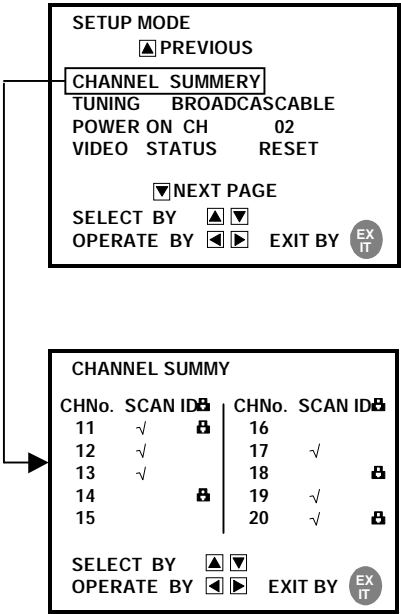 SETUP MODE
▲PREVIOUS
CHANNEL SUMMERY
TUNING BROADCASCABLE
POWER ON CH 02
VIDEO STATUS RESET
▼NEXT PAGE
SELECT BY ▲ ▼
OPERATE BY ◀ ▶ EXIT BY EX IT
CHANNEL SUMMY
CHNo. SCAN ID CHNo. SCAN ID
11 √ 16
12 √ 17 √
13 √ 18
14 19 √
15 20 √
SELECT BY ▲ ▼
OPERATE BY ◀ ▶ EXIT BY EX IT